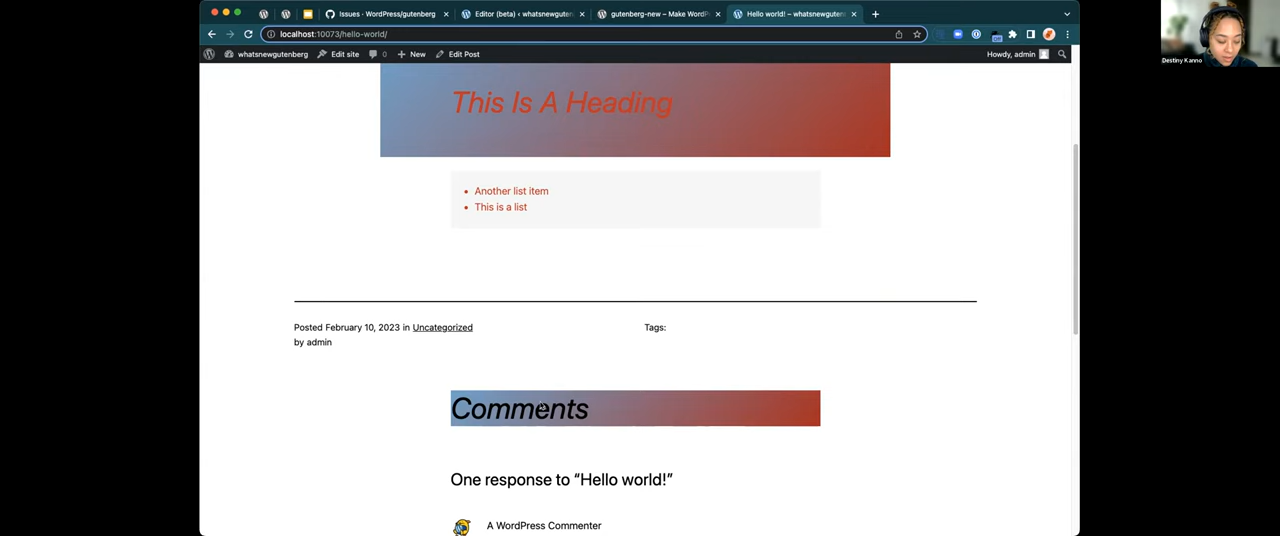 Issues · WordPress/gutenberg
Editor (beta) ‹ whatsnewguten
gutenberg-new – Make WordP
Hello world! – whatsnewgutenb
localhost:10073/hello-world/
whatsnewgutenberg
Edit site
0
New
Edit Post
Howdy, admin
Destiny Kanno
This Is A Heading
• Another list item
• This is a list
Posted February 10, 2023 in Uncategorized
by admin
Tags:
Comments
One response to “Hello world!”
A WordPress Commenter